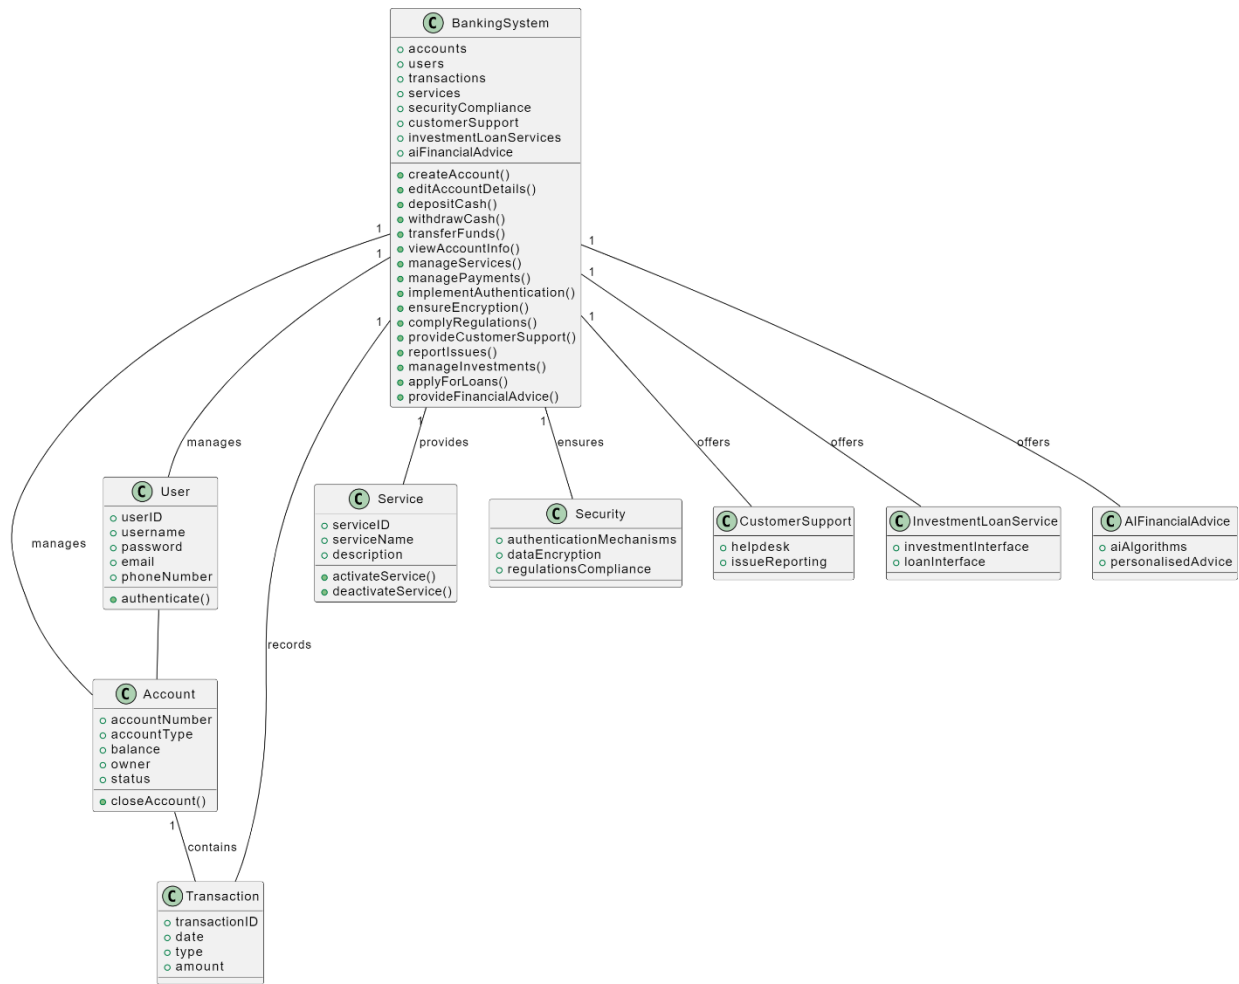 C BankingSystem
accounts
users
transactions
services
securityCompliance
customerSupport
investmentLoanServices
aiFinancialAdvice
createAccount()
editAccountDetails()
depositCash()
withdrawCash()
transferFunds()
viewAccountInfo()
manageServices()
managePayments()
implementAuthentication()
ensureEncryption()
complyRegulations()
provideCustomerSupport()
reportIssues()
manageInvestments()
applyForLoans()
provideFinancialAdvice()
1
1
1
1
1
1
1
1
manages
provides
ensures
offers
offers
offers
C User
userID
username
password
email
phoneNumber
authenticate()
C Service
serviceID
serviceName
description
activateService()
deactivateService()
C Security
authenticationMechanisms
dataEncryption
regulationsCompliance
C CustomerSupport
helpdesk
issueReporting
C InvestmentLoanService
investmentInterface
loanInterface
C AIFinancialAdvice
aiAlgorithms
personalisedAdvice
manages
records
C Account
accountNumber
accountType
balance
owner
status
closeAccount()
1
contains
C Transaction
transactionID
date
type
amount